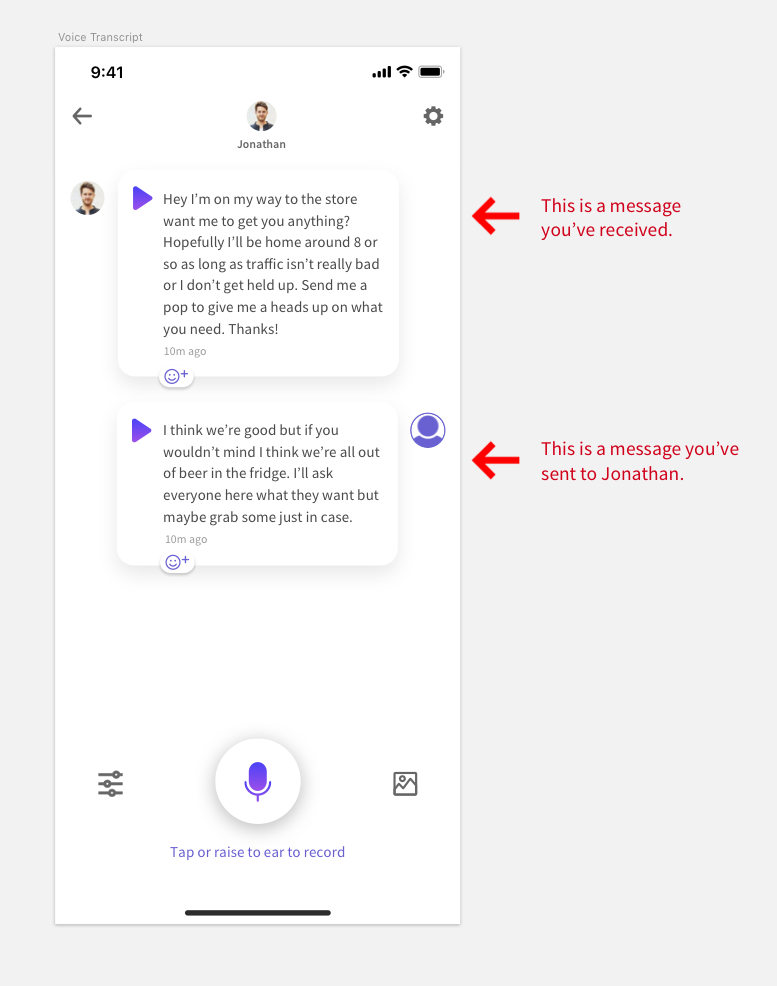 Voice Transcript
9:41
Jonathan
Hey I’m on my way to the store
want me to get you anything?
Hopefully I’ll be home around 8 or
so as long as traffic isn’t really bad
or I don’t get held up. Send me a
pop to give me a heads up on what
you need. Thanks!
10m ago
This is a message
you’ve received.
I think we’re good but if you
wouldn’t mind I think we’re all out
of beer in the fridge. I’ll ask
everyone here what they want but
maybe grab some just in case.
10m ago
This is a message you’ve
sent to Jonathan.
Tap or raise to ear to record